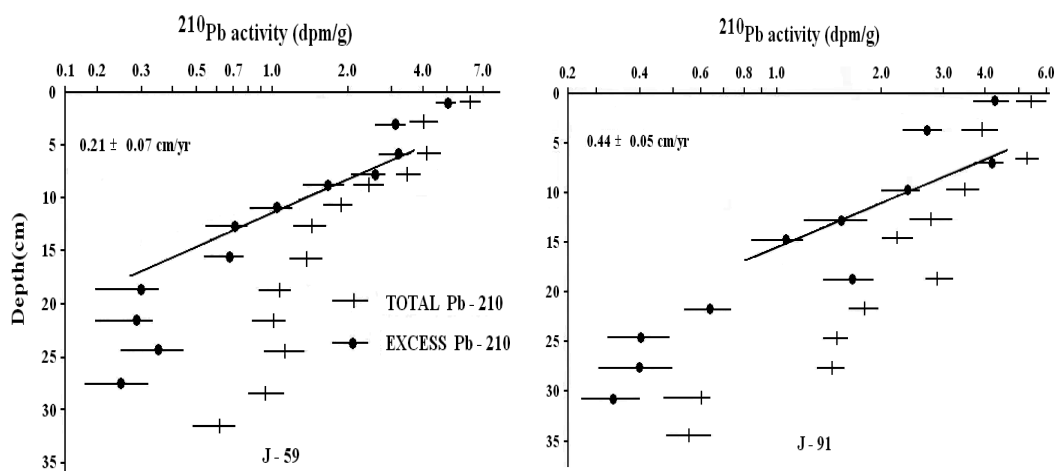 210Pb activity (dpm/g)
0.1 0.2 0.3 0.5 0.7 1.0 2.0 4.0 7.0
0
5
10
15
20
25
30
35
Depth(cm)
0.21 ± 0.07 cm/yr
TOTAL Pb - 210
EXCESS Pb - 210
J - 59
210Pb activity (dpm/g)
0.2 0.4 0.6 0.8 1.0 2.0 3.0 4.0 6.0
0
5
10
15
20
25
30
35
0.44 ± 0.05 cm/yr
J - 91